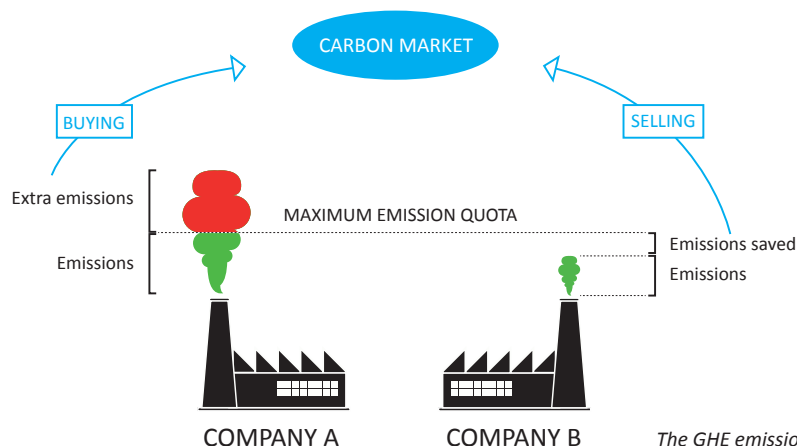 CARBON MARKET
BUYING
SELLING
Extra emissions
MAXIMUM EMISSION QUOTA
Emissions saved
Emissions
Emissions
COMPANY A
COMPANY B
The GHE emissio